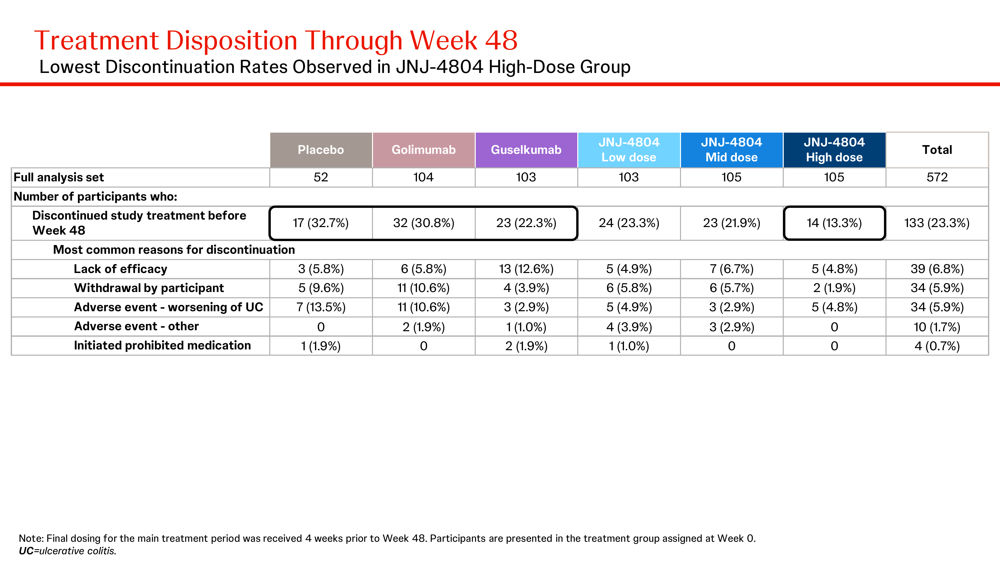 Treatment Disposition Through Week 48
Lowest Discontinuation Rates Observed in JNJ-4804 High-Dose Group
Placebo Golimumab Guselkumab JNJ-4804 Low dose JNJ-4804 Mid dose JNJ-4804 High dose Total
Full analysis set 52 104 103 103 105 105 572
Number of participants who:
Discontinued study treatment before Week 48 17 (32.7%) 32 (30.8%) 23 (22.3%) 24 (23.3%) 23 (21.9%) 14 (13.3%) 133 (23.3%)
Most common reasons for discontinuation
Lack of efficacy 3 (5.8%) 6 (5.8%) 13 (12.6%) 5 (4.9%) 7 (6.7%) 5 (4.8%) 39 (6.8%)
Withdrawal by participant 5 (9.6%) 11 (10.6%) 4 (3.9%) 6 (5.8%) 6 (5.7%) 2 (1.9%) 34 (5.9%)
Adverse event - worsening of UC 7 (13.5%) 11 (10.6%) 3 (2.9%) 5 (4.9%) 3 (2.9%) 5 (4.8%) 34 (5.9%)
Adverse event - other 0 2 (1.9%) 1 (1.0%) 4 (3.9%) 3 (2.9%) 0 10 (1.7%)
Initiated prohibited medication 1 (1.9%) 0 2 (1.9%) 1 (1.0%) 0 0 4 (0.7%)
Note: Final dosing for the main treatment period was received 4 weeks prior to Week 48. Participants are presented in the treatment group assigned at Week 0.
UC=ulcerative colitis.